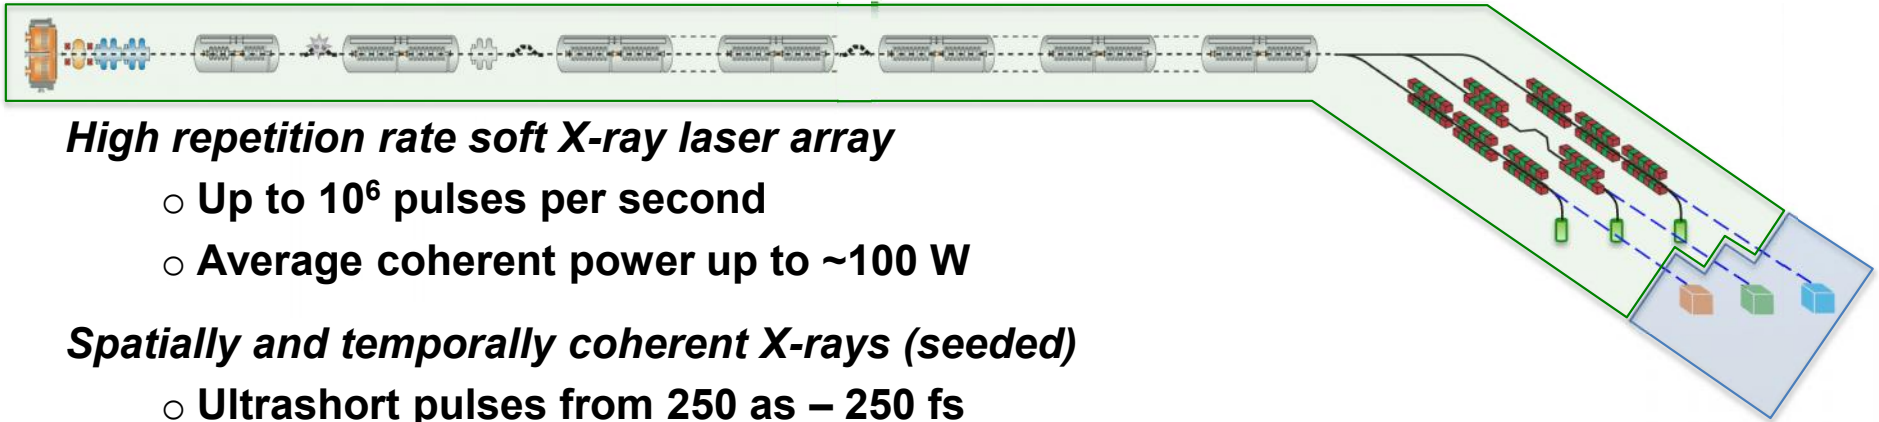 High repetition rate soft X-ray laser array
○ Up to 10⁶ pulses per second
○ Average coherent power up to ~100 W
Spatially and temporally coherent X-rays (seeded)
○ Ultrashort pulses from 250 as – 250 fs